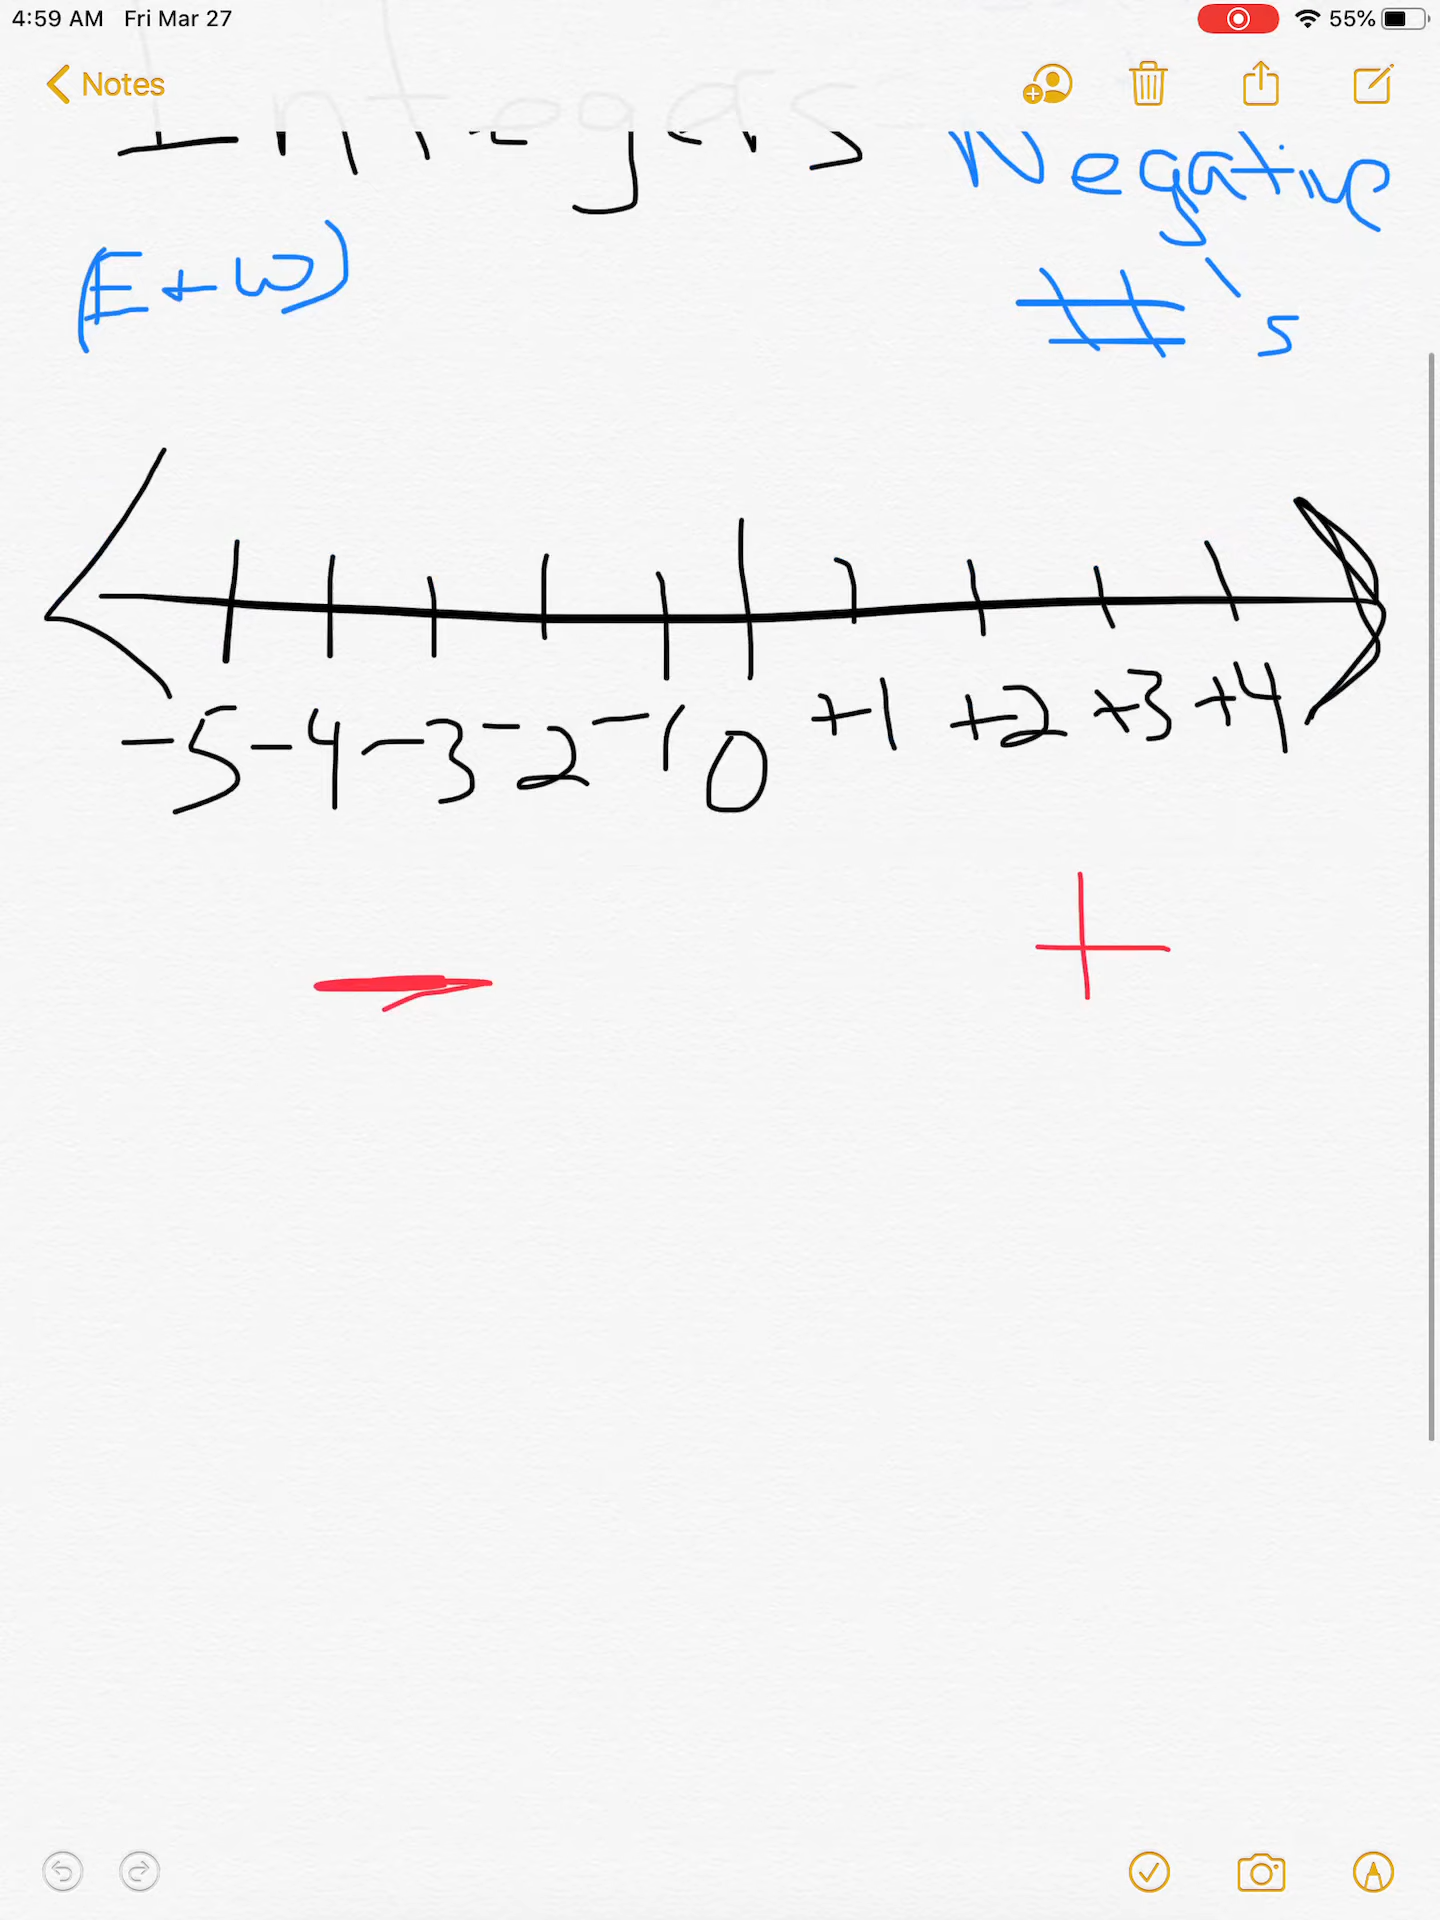 4:59 AM Fri Mar 27 55%
Notes
Integers Negative
(E+W) #'s
-5 -4 -3 -2 -1 0 +1 +2 +3 +4
- +